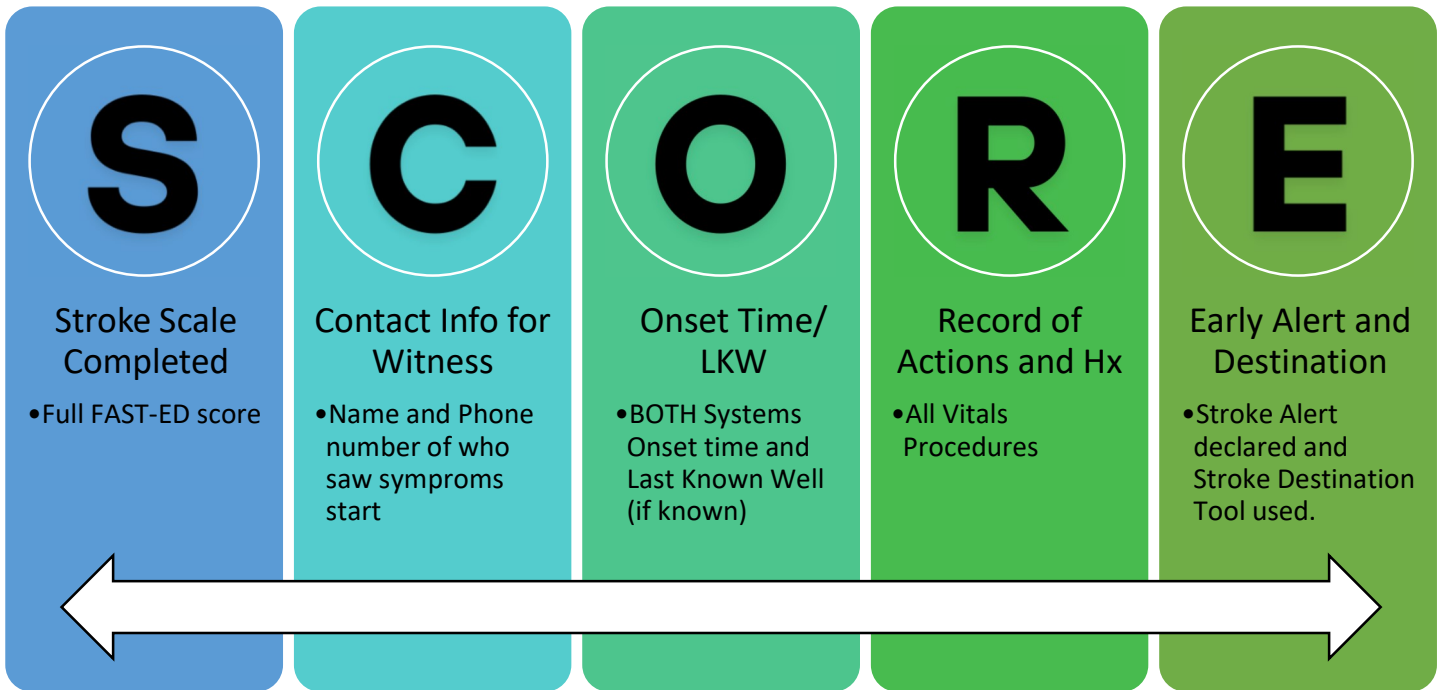 S
Stroke Scale
Completed
•Full FAST-ED score
C
Contact Info for
Witness
•Name and Phone
number of who
saw symproms
start
O
Onset Time/
LKW
•BOTH Systems
Onset time and
Last Known Well
(if known)
R
Record of
Actions and Hx
•All Vitals
Procedures
E
Early Alert and
Destination
•Stroke Alert
declared and
Stroke Destination
Tool used.